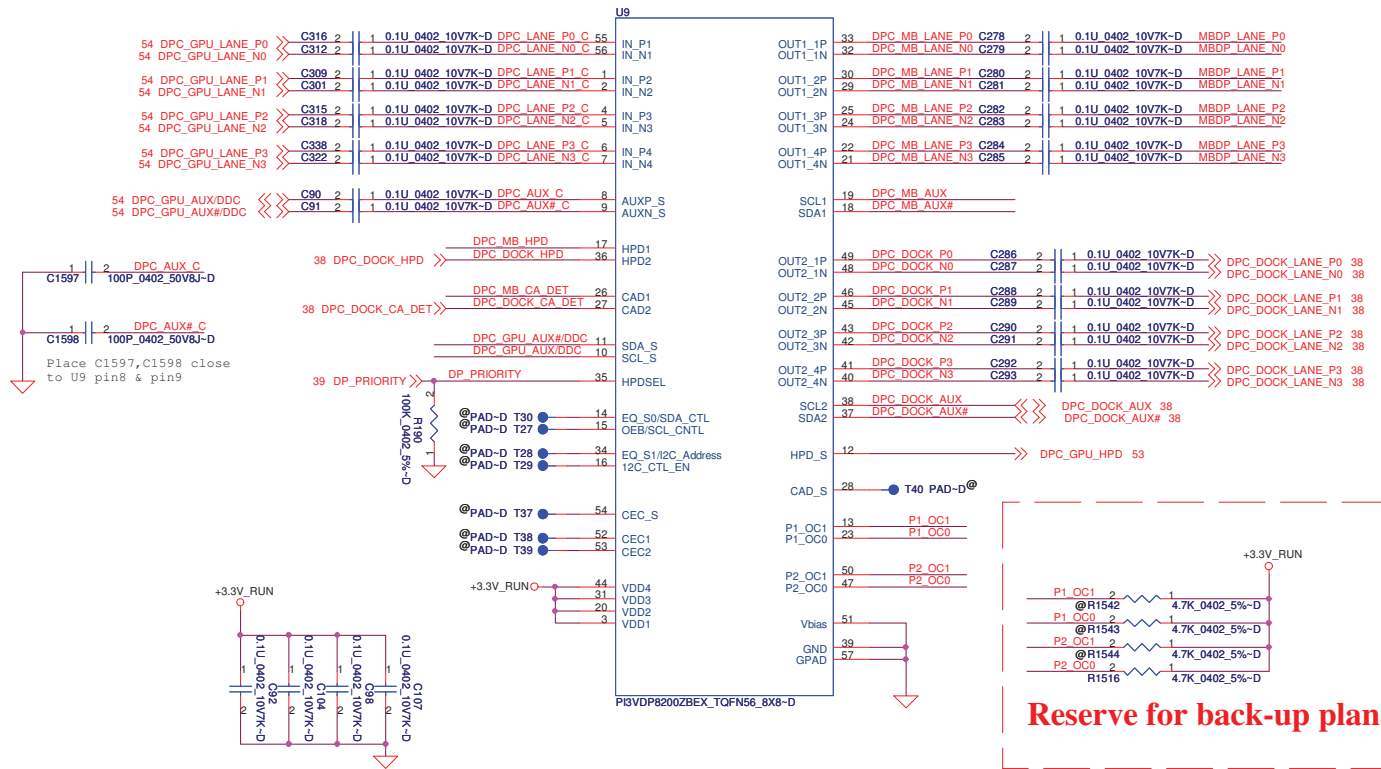 U9
54 DPC_GPU_LANE_P0 C316 2 1 0.1U_0402_10V7K~D DPC_LANE_P0_C 55 IN_P1
54 DPC_GPU_LANE_N0 C312 2 1 0.1U_0402_10V7K~D DPC_LANE_N0_C 56 IN_N1
54 DPC_GPU_LANE_P1 C309 2 1 0.1U_0402_10V7K~D DPC_LANE_P1_C 1 IN_P2
54 DPC_GPU_LANE_N1 C301 2 1 0.1U_0402_10V7K~D DPC_LANE_N1_C 2 IN_N2
54 DPC_GPU_LANE_P2 C315 2 1 0.1U_0402_10V7K~D DPC_LANE_P2_C 4 IN_P3
54 DPC_GPU_LANE_N2 C318 2 1 0.1U_0402_10V7K~D DPC_LANE_N2_C 5 IN_N3
54 DPC_GPU_LANE_P3 C338 2 1 0.1U_0402_10V7K~D DPC_LANE_P3_C 6 IN_P4
54 DPC_GPU_LANE_N3 C322 2 1 0.1U_0402_10V7K~D DPC_LANE_N3_C 7 IN_N4
54 DPC_GPU_AUX/DDC C90 2 1 0.1U_0402_10V7K~D DPC_AUX_C 8 AUXP_S
54 DPC_GPU_AUX#/DDC C91 2 1 0.1U_0402_10V7K~D DPC_AUX#_C 9 AUXN_S
DPC_MB_HPD 17 HPD1
38 DPC_DOCK_HPD DPC_DOCK_HPD 36 HPD2
DPC_MB_CA_DET 26 CAD1
38 DPC_DOCK_CA_DET DPC_DOCK_CA_DET 27 CAD2
DPC_GPU_AUX#/DDC 11 SDA_S
DPC_GPU_AUX/DDC 10 SCL_S
39 DP_PRIORITY DP_PRIORITY 35 HPDSEL
2 R190 1
100K_0402_5%~D
@PAD~D T30 14 EQ_S0/SDA_CTL
@PAD~D T27 15 OEB/SCL_CNTL
@PAD~D T28 34 EQ_S1/I2C_Address
@PAD~D T29 16 12C_CTL_EN
@PAD~D T37 54 CEC_S
@PAD~D T38 52 CEC1
@PAD~D T39 53 CEC2
+3.3V_RUN 44 VDD4
31 VDD3
20 VDD2
3 VDD1
1 2 DPC_AUX_C
C1597 100P_0402_50V8J~D
1 2 DPC_AUX#_C
C1598 100P_0402_50V8J~D
Place C1597,C1598 close
to U9 pin8 & pin9
+3.3V_RUN
1 2 C92 0.1U_0402_10V7K~D
1 2 C104 0.1U_0402_10V7K~D
1 2 C98 0.1U_0402_10V7K~D
1 2 C107 0.1U_0402_10V7K~D
OUT1_1P 33 DPC_MB_LANE_P0 C278 2 1 0.1U_0402_10V7K~D MBDP_LANE_P0
OUT1_1N 32 DPC_MB_LANE_N0 C279 2 1 0.1U_0402_10V7K~D MBDP_LANE_N0
OUT1_2P 30 DPC_MB_LANE_P1 C280 2 1 0.1U_0402_10V7K~D MBDP_LANE_P1
OUT1_2N 29 DPC_MB_LANE_N1 C281 2 1 0.1U_0402_10V7K~D MBDP_LANE_N1
OUT1_3P 25 DPC_MB_LANE_P2 C282 2 1 0.1U_0402_10V7K~D MBDP_LANE_P2
OUT1_3N 24 DPC_MB_LANE_N2 C283 2 1 0.1U_0402_10V7K~D MBDP_LANE_N2
OUT1_4P 22 DPC_MB_LANE_P3 C284 2 1 0.1U_0402_10V7K~D MBDP_LANE_P3
OUT1_4N 21 DPC_MB_LANE_N3 C285 2 1 0.1U_0402_10V7K~D MBDP_LANE_N3
SCL1 19 DPC_MB_AUX
SDA1 18 DPC_MB_AUX#
OUT2_1P 49 DPC_DOCK_P0 C286 2 1 0.1U_0402_10V7K~D DPC_DOCK_LANE_P0 38
OUT2_1N 48 DPC_DOCK_N0 C287 2 1 0.1U_0402_10V7K~D DPC_DOCK_LANE_N0 38
OUT2_2P 46 DPC_DOCK_P1 C288 2 1 0.1U_0402_10V7K~D DPC_DOCK_LANE_P1 38
OUT2_2N 45 DPC_DOCK_N1 C289 2 1 0.1U_0402_10V7K~D DPC_DOCK_LANE_N1 38
OUT2_3P 43 DPC_DOCK_P2 C290 2 1 0.1U_0402_10V7K~D DPC_DOCK_LANE_P2 38
OUT2_3N 42 DPC_DOCK_N2 C291 2 1 0.1U_0402_10V7K~D DPC_DOCK_LANE_N2 38
OUT2_4P 41 DPC_DOCK_P3 C292 2 1 0.1U_0402_10V7K~D DPC_DOCK_LANE_P3 38
OUT2_4N 40 DPC_DOCK_N3 C293 2 1 0.1U_0402_10V7K~D DPC_DOCK_LANE_N3 38
SCL2 38 DPC_DOCK_AUX DPC_DOCK_AUX 38
SDA2 37 DPC_DOCK_AUX# DPC_DOCK_AUX# 38
HPD_S 12 DPC_GPU_HPD 53
CAD_S 28 T40 PAD~D@
P1_OC1 13 P1_OC1
P1_OC0 23 P1_OC0
P2_OC1 50 P2_OC1
P2_OC0 47 P2_OC0
Vbias 51
GND 39
GPAD 57
PI3VDP8200ZBEX_TQFN56_8X8~D
+3.3V_RUN
P1_OC1 2 1
@R1542 4.7K_0402_5%~D
P1_OC0 2 1
@R1543 4.7K_0402_5%~D
P2_OC1 2 1
@R1544 4.7K_0402_5%~D
P2_OC0 2 1
R1516 4.7K_0402_5%~D
Reserve for back-up plan